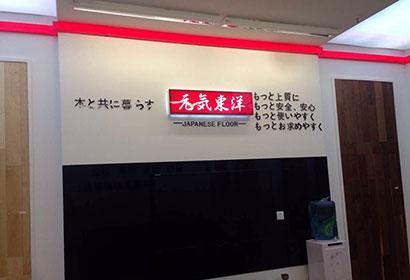 木と共に暮らす
元気東洋
JAPANESE FLOOR
もっと上質に
もっと安全、安心
もっと使いやすく
もっとお求めやすく